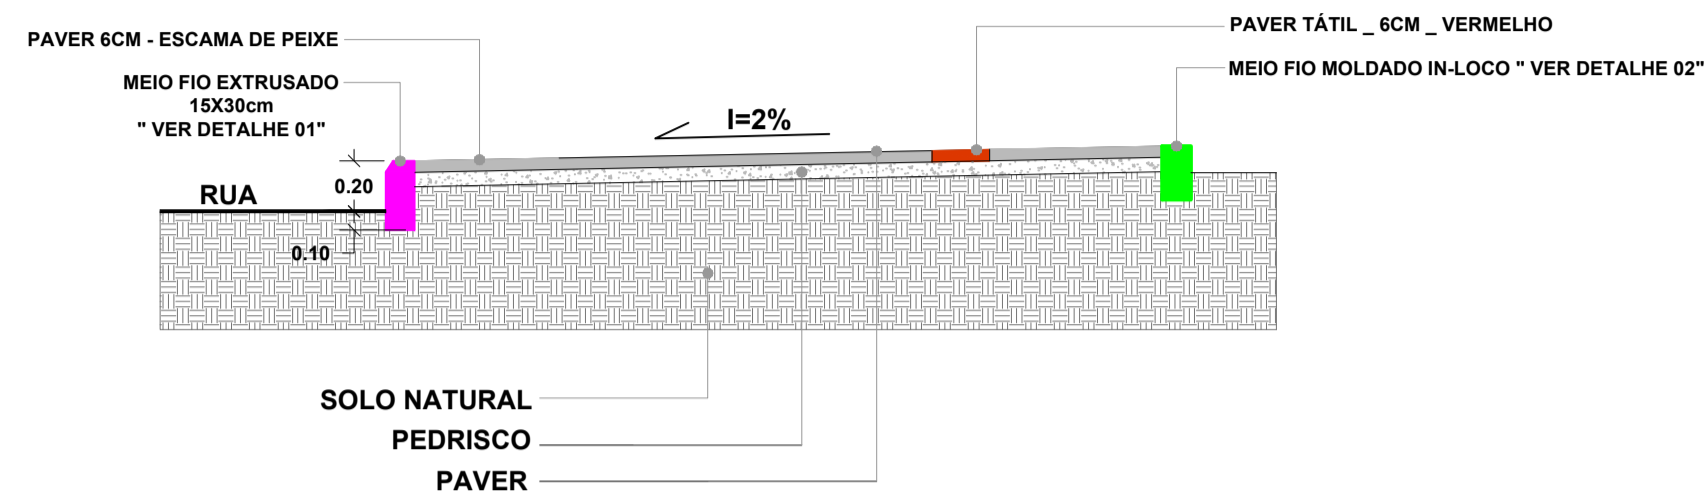 PAVER 6CM - ESCAMA DE PEIXE
MEIO FIO EXTRUSADO
15X30cm
" VER DETALHE 01"
PAVER TÁTIL _ 6CM _ VERMELHO
MEIO FIO MOLDADO IN-LOCO " VER DETALHE 02"
I=2%
0.20
RUA
0.10
SOLO NATURAL
PEDRISCO
PAVER